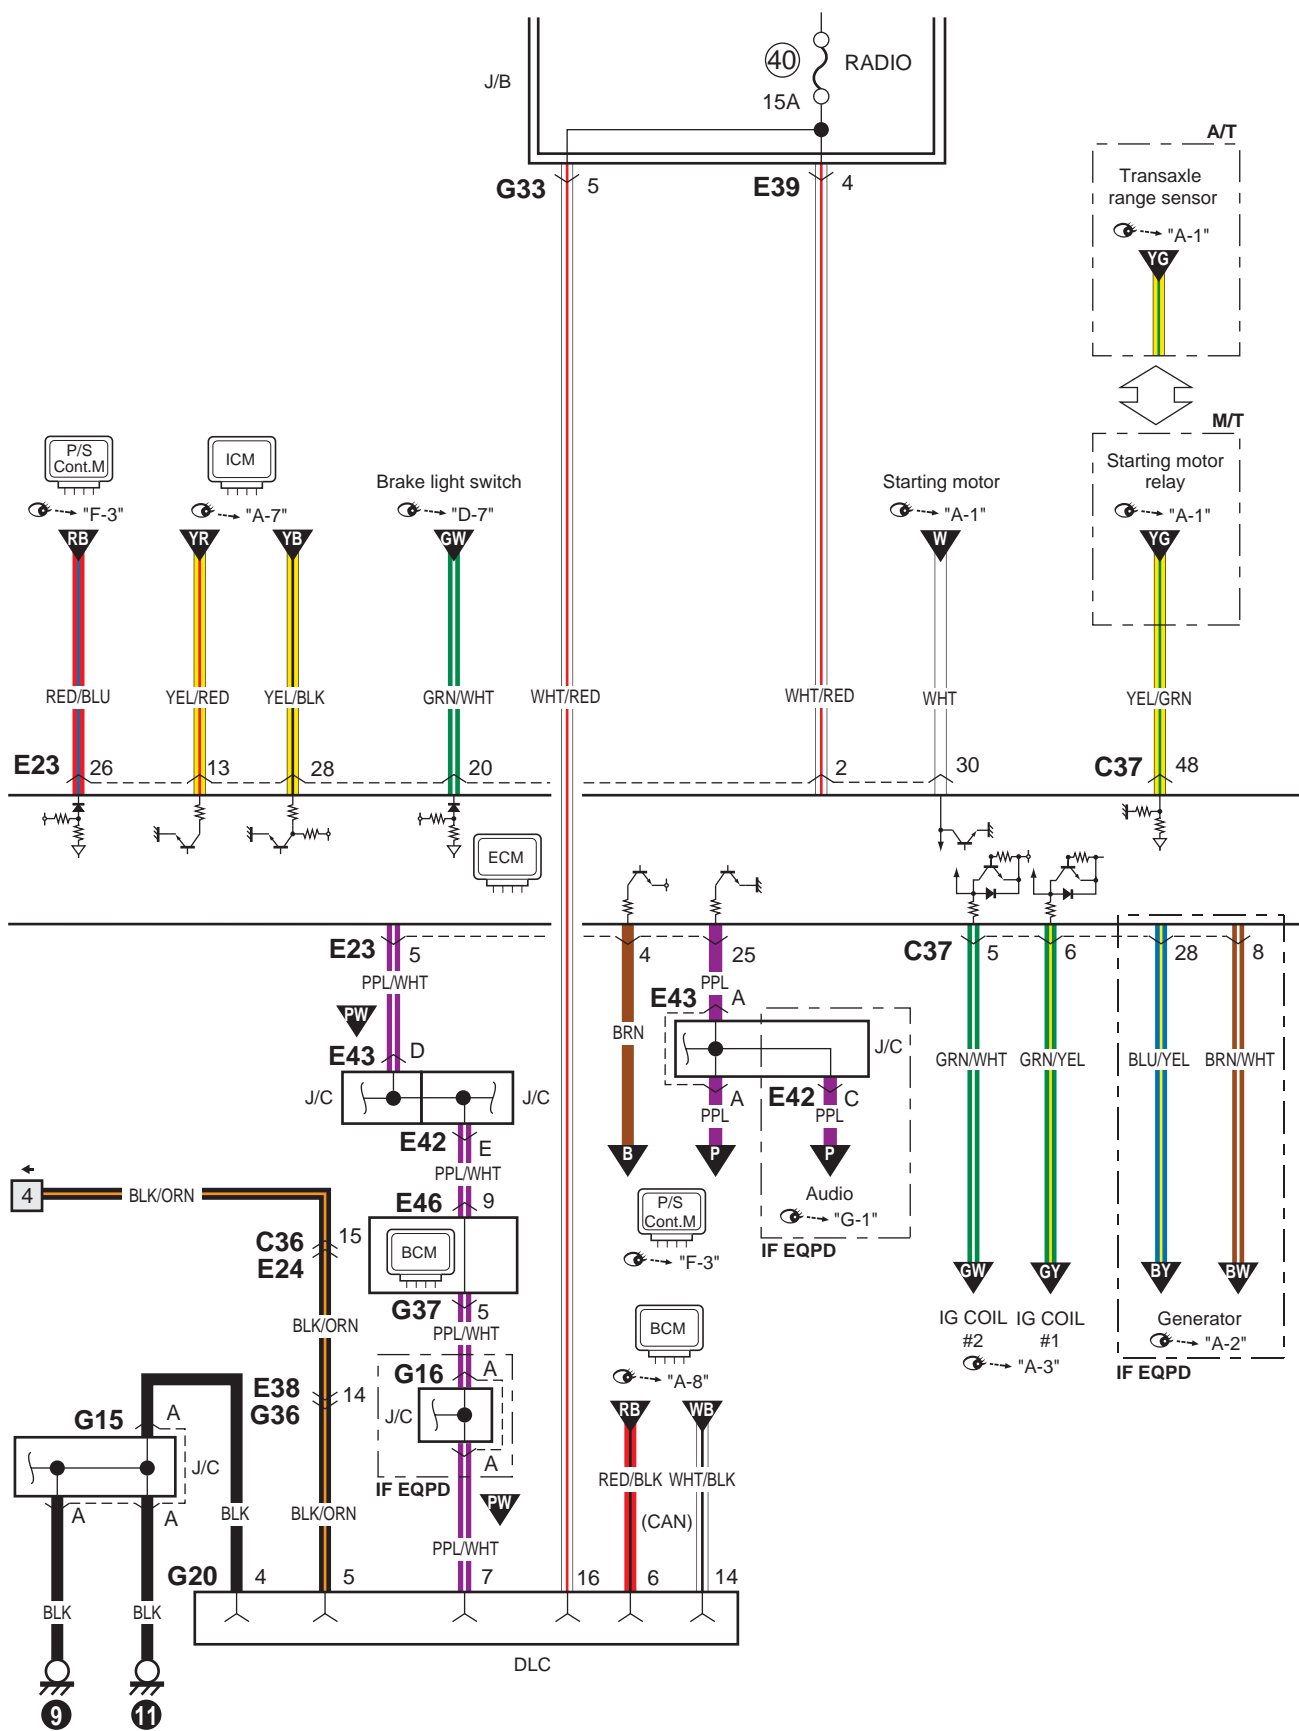 40
RADIO
J/B
15A
A/T
Transaxle
range sensor
G33
5
E39
4
"A-1"
YG
M/T
P/S
Cont.M
ICM
Brake light switch
Starting motor
Starting motor
relay
"F-3"
"A-7"
"D-7"
"A-1"
"A-1"
RB
YR
YB
GW
W
YG
RED/BLU
YEL/RED
YEL/BLK
GRN/WHT
WHT/RED
WHT/RED
WHT
YEL/GRN
E23
26
13
28
20
2
30
C37
48
ECM
E23
5
4
25
C37
5
6
28
8
PPL/WHT
PPL
E43
A
PW
BRN
E43
D
J/C
GRN/WHT
GRN/YEL
BLU/YEL
BRN/WHT
J/C
J/C
A
E42
C
PPL
PPL
E42
E
B
P
P
PPL/WHT
4
BLK/ORN
E46
9
P/S
Cont.M
Audio
"G-1"
C36
15
E24
BCM
"F-3"
IF EQPD
GW
GY
BY
BW
G37
5
BLK/ORN
PPL/WHT
BCM
IG COIL
#2
IG COIL
#1
Generator
"A-2"
"A-3"
IF EQPD
G16
A
"A-8"
E38
14
G36
G15
A
J/C
RB
WB
J/C
A
IF EQPD
RED/BLK
WHT/BLK
PW
A
A
BLK
BLK/ORN
(CAN)
PPL/WHT
G20
4
5
7
16
6
14
BLK
BLK
DLC
9
11